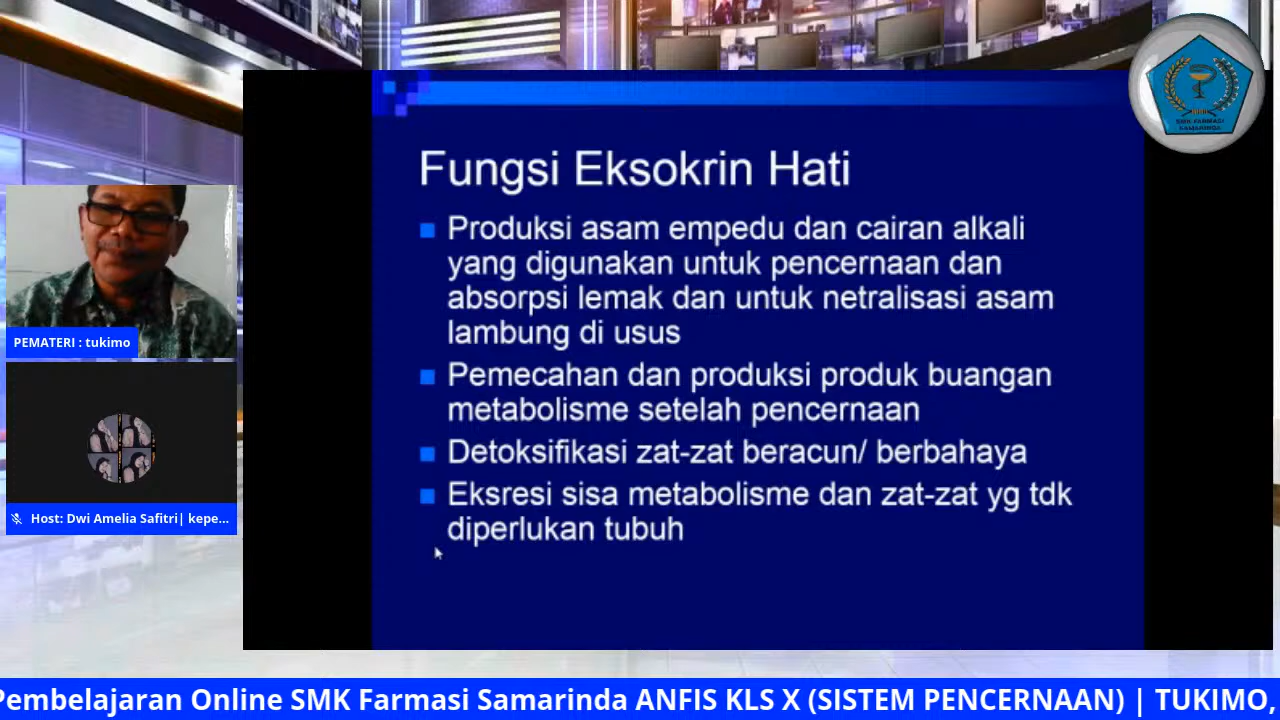 SMK FARMASI
SAMARINDA
Fungsi Eksokrin Hati
Produksi asam empedu dan cairan alkali
yang digunakan untuk pencernaan dan
absorpsi lemak dan untuk netralisasi asam
lambung di usus
Pemecahan dan produksi produk buangan
metabolisme setelah pencernaan
Detoksifikasi zat-zat beracun/ berbahaya
Eksresi sisa metabolisme dan zat-zat yg tdk
diperlukan tubuh
PEMATERI : tukimo
Host: Dwi Amelia Safitri| kepe...
Pembelajaran Online SMK Farmasi Samarinda ANFIS KLS X (SISTEM PENCERNAAN) | TUKIMO,